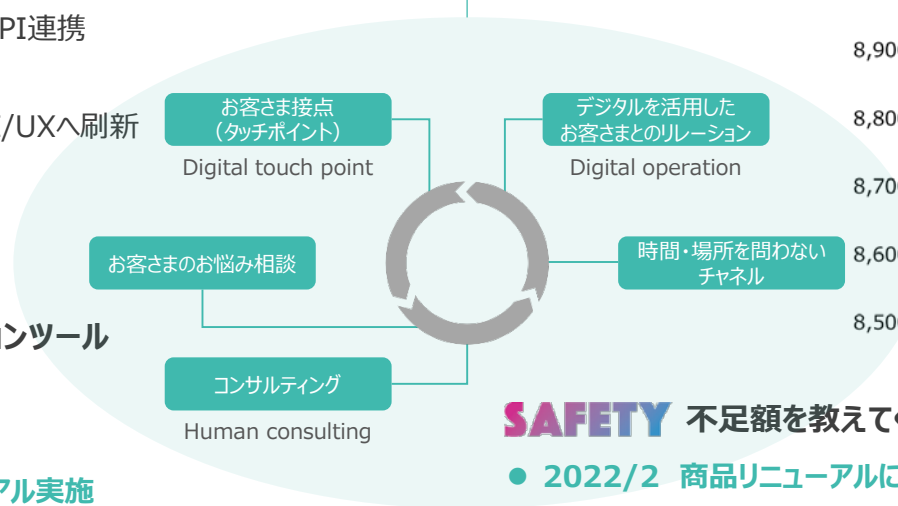 PI連携
/UXへ刷新
お客さま接点
（タッチポイント）
Digital touch point
デジタルを活用した
お客さまとのリレーション
Digital operation
お客さまのお悩み相談
時間・場所を問わない
チャネル
コンサルティング
Human consulting
ンツール
アル実施
8,900
8,800
8,700
8,600
8,500
SAFETY 不足額を教えて
● 2022/2 商品リニューアルに